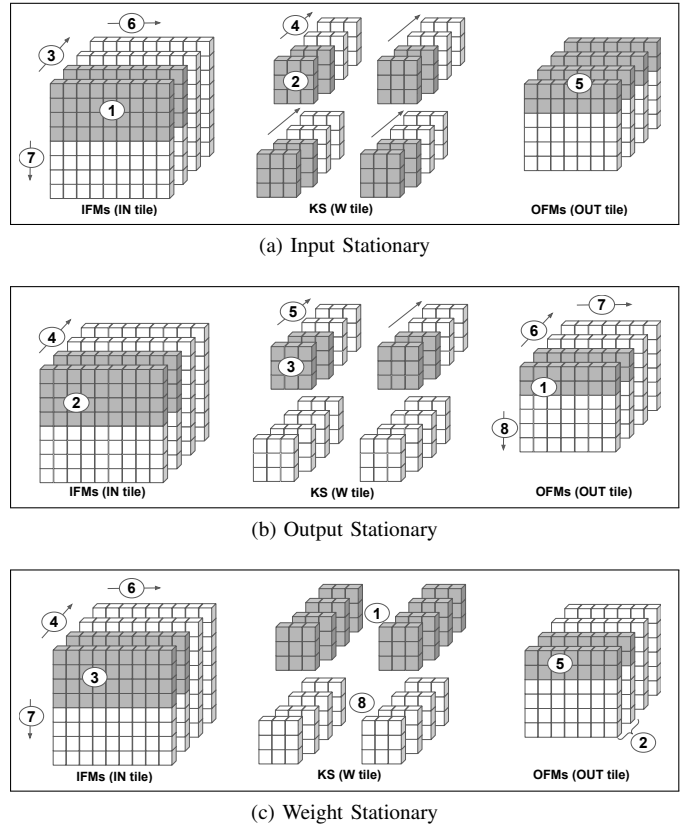 6
3
4
1
2
5
7
IFMs (IN tile)
KS (W tile)
OFMs (OUT tile)
(a) Input Stationary
4
5
7
6
2
3
1
8
IFMs (IN tile)
KS (W tile)
OFMs (OUT tile)
(b) Output Stationary
6
4
1
3
5
7
8
2
IFMs (IN tile)
KS (W tile)
OFMs (OUT tile)
(c) Weight Stationary